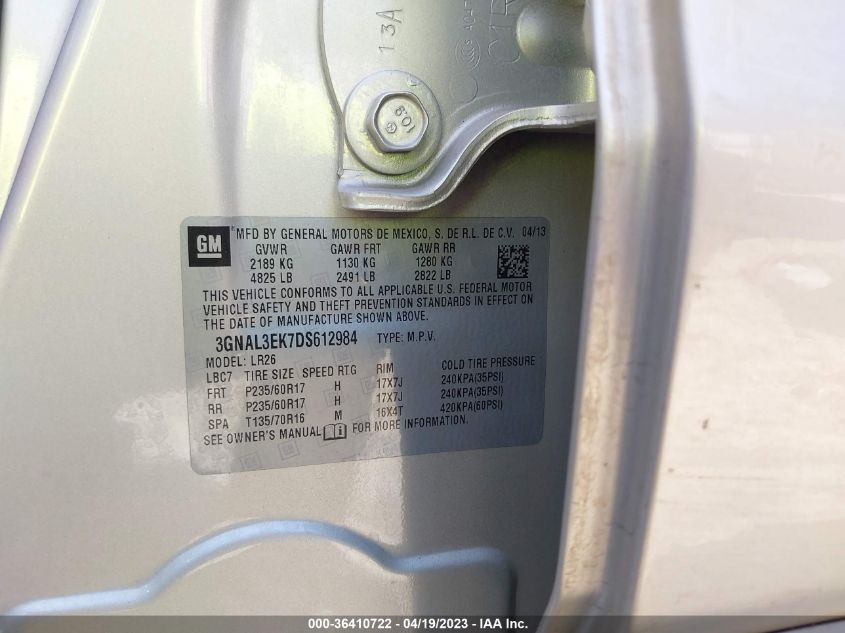 13A
10.9
GM
® MFD BY GENERAL MOTORS DE MEXICO, S. DE R.L. DE C.V. 04/13
GVWR GAWR FRT GAWR RR
2189 KG 1130 KG 1280 KG
4825 LB 2491 LB 2822 LB
THIS VEHICLE CONFORMS TO ALL APPLICABLE U.S. FEDERAL MOTOR
VEHICLE SAFETY AND THEFT PREVENTION STANDARDS IN EFFECT ON
THE DATE OF MANUFACTURE SHOWN ABOVE.
3GNAL3EK7DS612984 TYPE: M.P.V.
MODEL: LR26
LBC7 TIRE SIZE SPEED RTG RIM COLD TIRE PRESSURE
FRT P235/60R17 H 17X7J 240KPA(35PSI)
RR P235/60R17 H 17X7J 240KPA(35PSI)
SPA T135/70R16 M 16X4T 420KPA(60PSI)
SEE OWNER'S MANUAL FOR MORE INFORMATION.
000-36410722 - 04/19/2023 - IAA Inc.